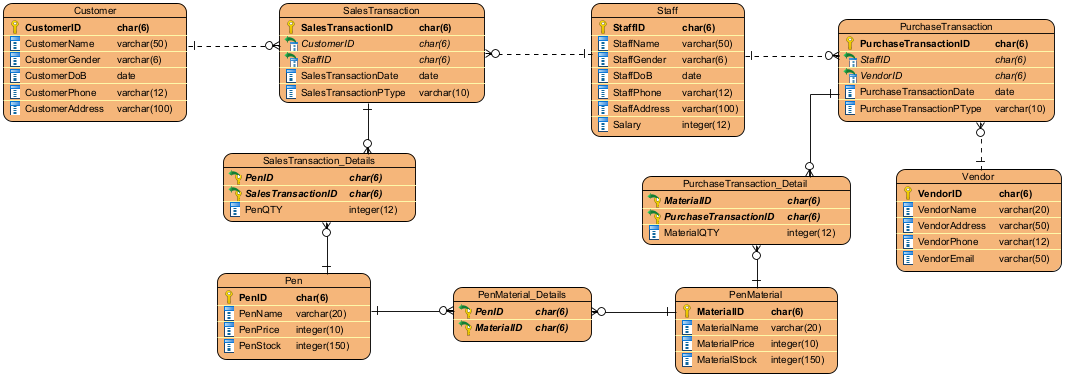 Customer
CustomerID char(6)
CustomerName varchar(50)
CustomerGender varchar(6)
CustomerDoB date
CustomerPhone varchar(12)
CustomerAddress varchar(100)
SalesTransaction
SalesTransactionID char(6)
CustomerID char(6)
StaffID char(6)
SalesTransactionDate date
SalesTransactionPType varchar(10)
Staff
StaffID char(6)
StaffName varchar(50)
StaffGender varchar(6)
StaffDoB date
StaffPhone varchar(12)
StaffAddress varchar(100)
Salary integer(12)
PurchaseTransaction
PurchaseTransactionID char(6)
StaffID char(6)
VendorID char(6)
PurchaseTransactionDate date
PurchaseTransactionPType varchar(10)
SalesTransaction_Details
PenID char(6)
SalesTransactionID char(6)
PenQTY integer(12)
PurchaseTransaction_Detail
MaterialID char(6)
PurchaseTransactionID char(6)
MaterialQTY integer(12)
Vendor
VendorID char(6)
VendorName varchar(20)
VendorAddress varchar(50)
VendorPhone varchar(12)
VendorEmail varchar(50)
Pen
PenID char(6)
PenName varchar(20)
PenPrice integer(10)
PenStock integer(150)
PenMaterial_Details
PenID char(6)
MaterialID char(6)
PenMaterial
MaterialID char(6)
MaterialName varchar(20)
MaterialPrice integer(10)
MaterialStock integer(150)